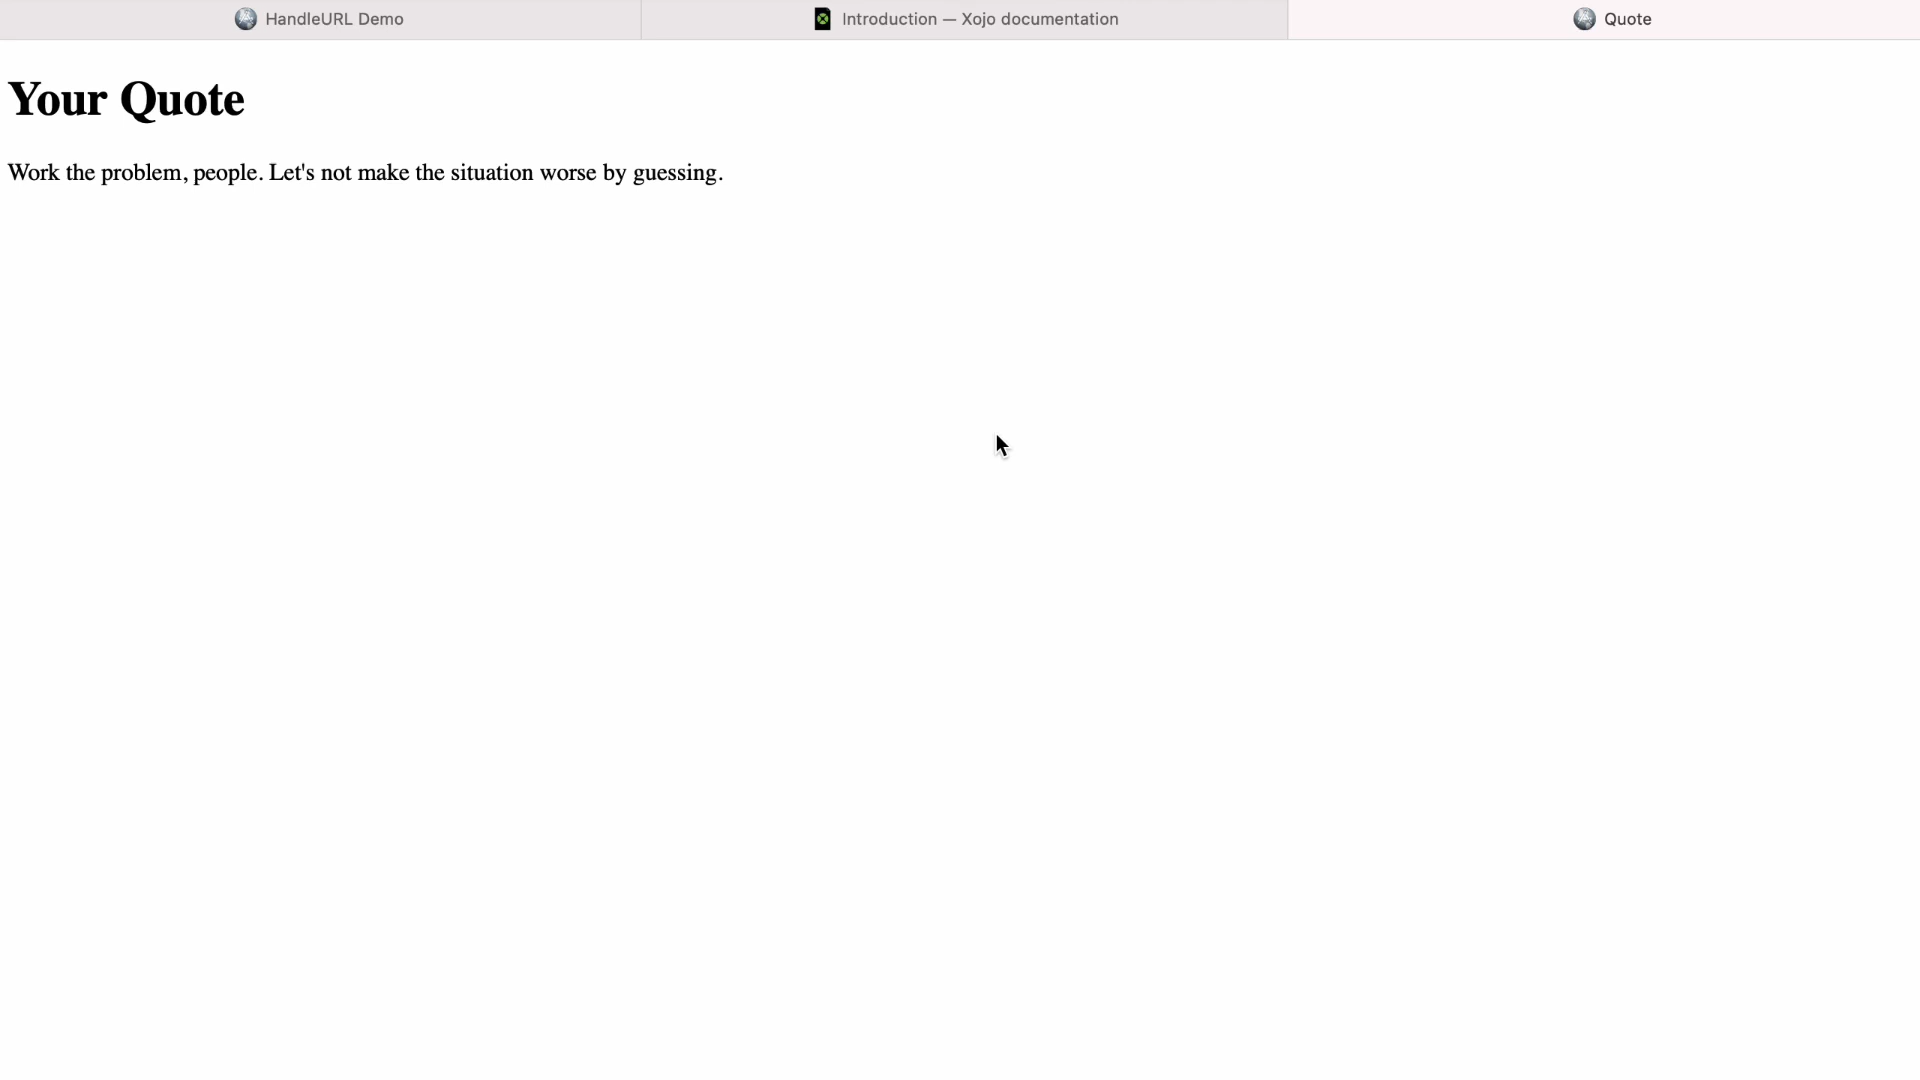 HandleURL Demo
Introduction — Xojo documentation
Quote
Your Quote
Work the problem, people. Let's not make the situation worse by guessing.